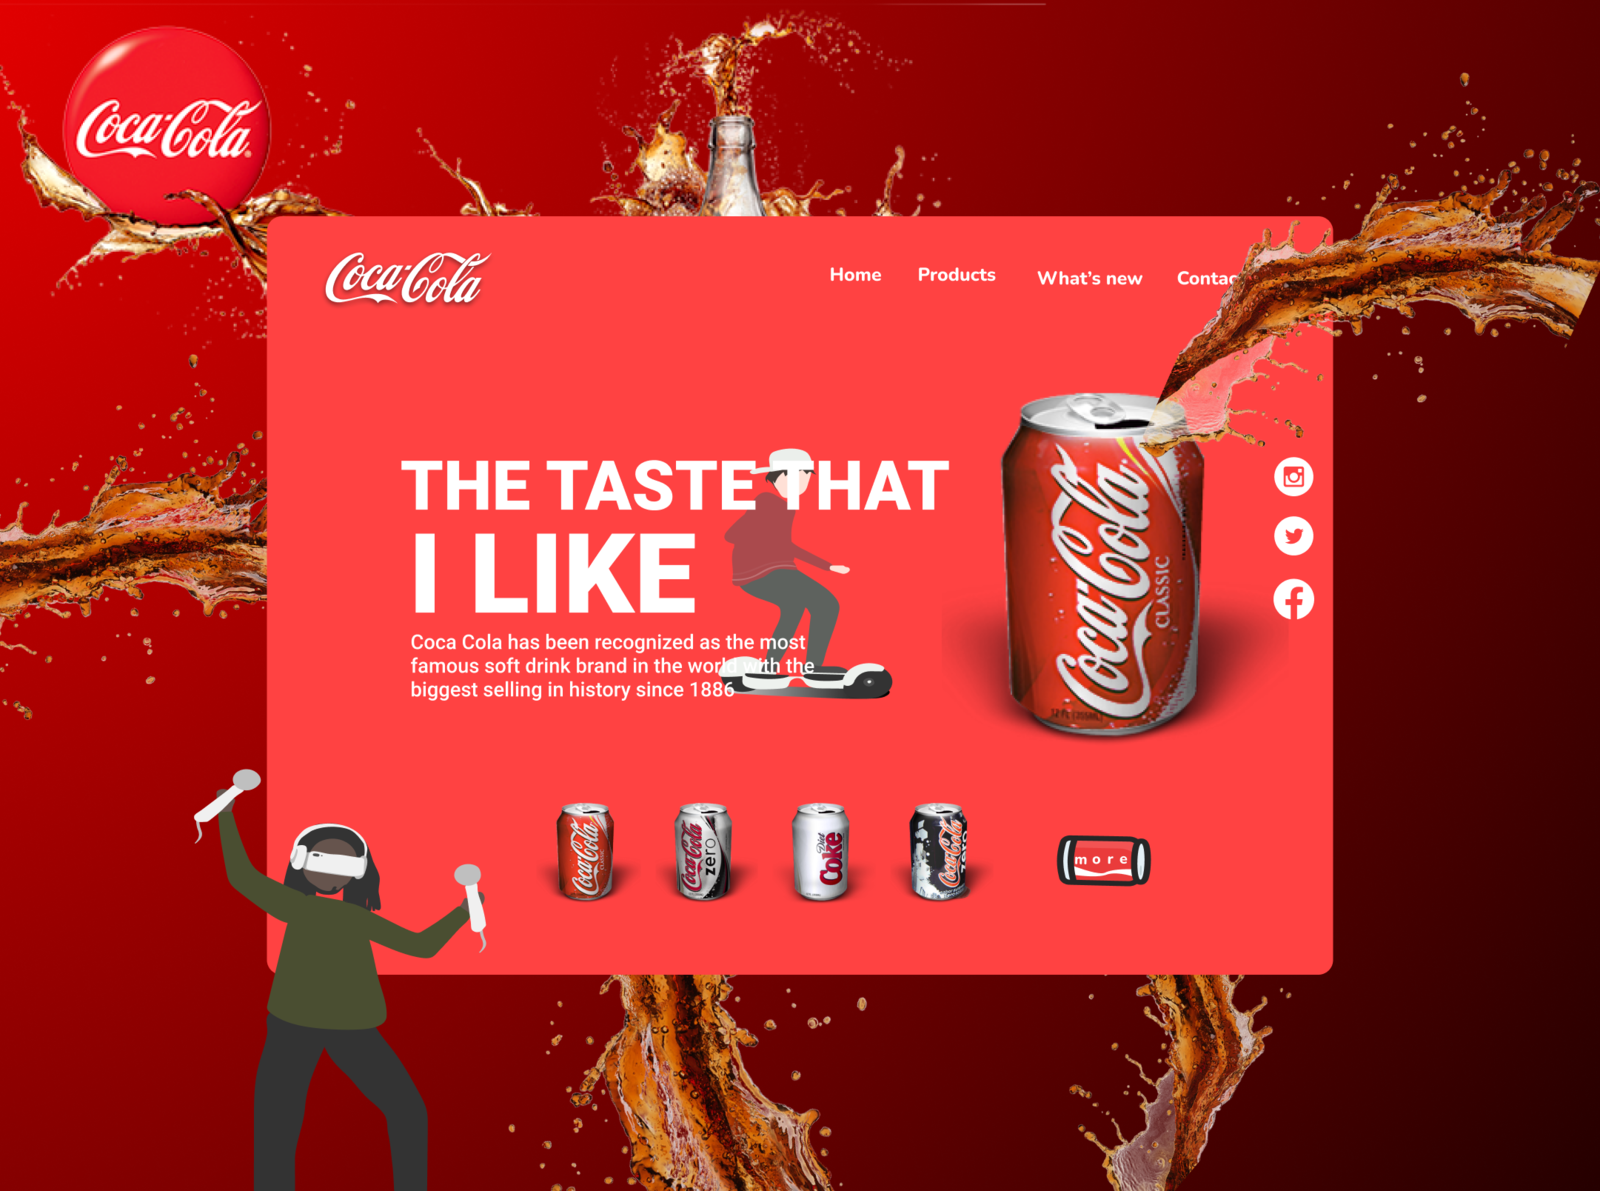 Coca-Cola
Coca-Cola
Home Products What's new Contac
THE TASTE THAT
I LIKE
Coca Cola has been recognized as the most
famous soft drink brand in the world with the
biggest selling in history since 1886
Coca-Cola
CLASSIC
Coca-Cola
Coca-Cola
zero
Diet
Coke
Coca-Cola
zero
more